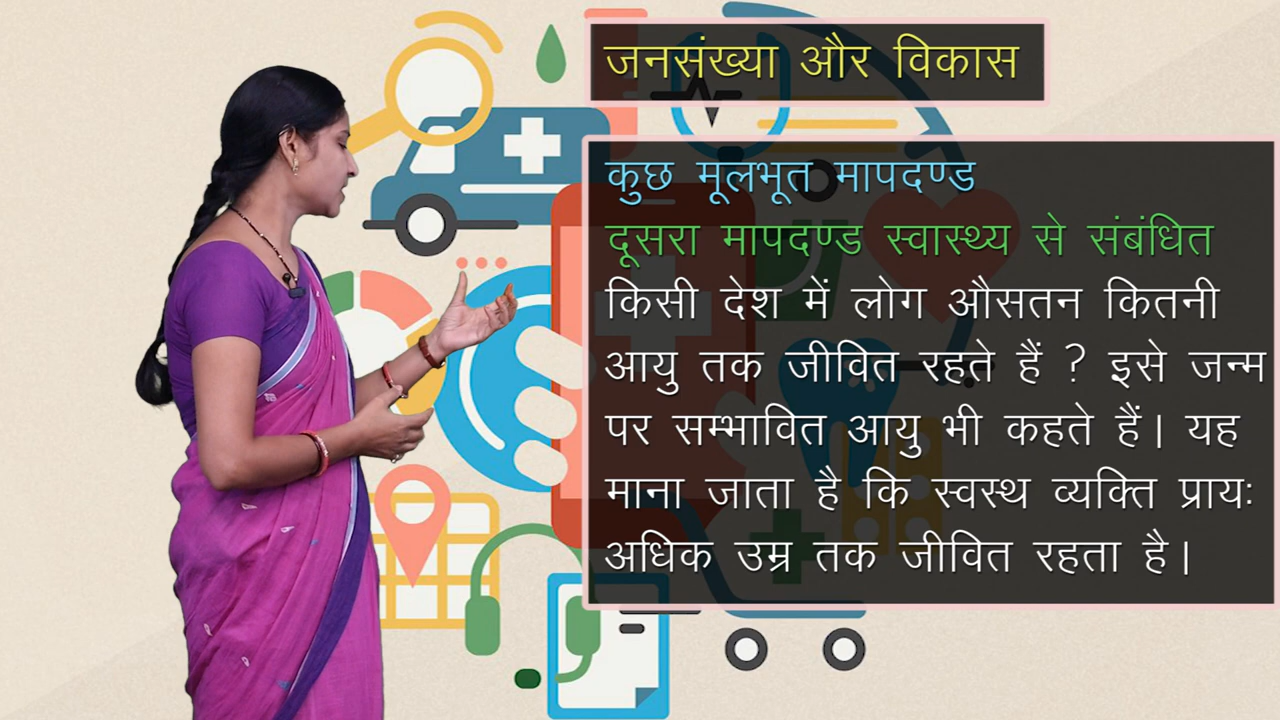 जनसंख्या और विकास
कुछ मूलभूत मापदण्ड
दूसरा मापदण्ड स्वास्थ्य से संबंधित
किसी देश में लोग औसतन कितनी
आयु तक जीवित रहते हैं ? इसे जन्म
पर सम्भावित आयु भी कहते हैं। यह
माना जाता है कि स्वस्थ व्यक्ति प्रायः
अधिक उम्र तक जीवित रहता है।